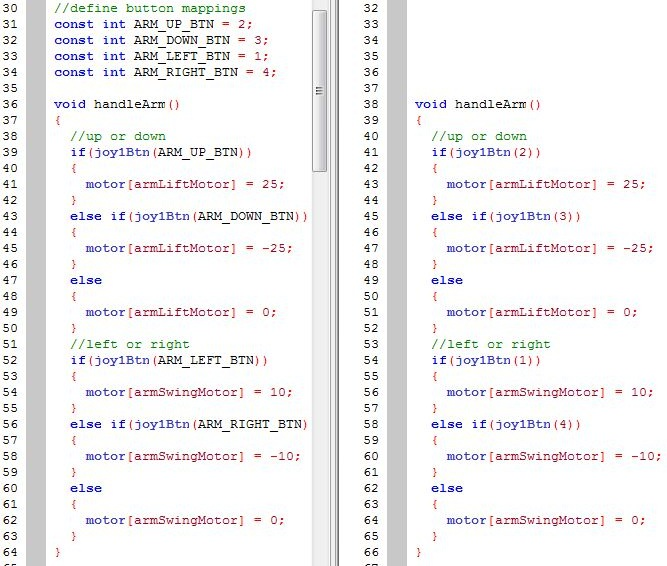 30 //define button mappings
31 const int ARM_UP_BTN = 2;
32 const int ARM_DOWN_BTN = 3;
33 const int ARM_LEFT_BTN = 1;
34 const int ARM_RIGHT_BTN = 4;
35
36 void handleArm()
37 {
38 //up or down
39 if(joy1Btn(ARM_UP_BTN))
40 {
41 motor[armLiftMotor] = 25;
42 }
43 else if(joy1Btn(ARM_DOWN_BTN))
44 {
45 motor[armLiftMotor] = -25;
46 }
47 else
48 {
49 motor[armLiftMotor] = 0;
50 }
51 //left or right
52 if(joy1Btn(ARM_LEFT_BTN))
53 {
54 motor[armSwingMotor] = 10;
55 }
56 else if(joy1Btn(ARM_RIGHT_BTN)
57 {
58 motor[armSwingMotor] = -10;
59 }
60 else
61 {
62 motor[armSwingMotor] = 0;
63 }
64 }
32
33
34
35
36
37
38 void handleArm()
39 {
40 //up or down
41 if(joy1Btn(2))
42 {
43 motor[armLiftMotor] = 25;
44 }
45 else if(joy1Btn(3))
46 {
47 motor[armLiftMotor] = -25;
48 }
49 else
50 {
51 motor[armLiftMotor] = 0;
52 }
53 //left or right
54 if(joy1Btn(1))
55 {
56 motor[armSwingMotor] = 10;
57 }
58 else if(joy1Btn(4))
59 {
60 motor[armSwingMotor] = -10;
61 }
62 else
63 {
64 motor[armSwingMotor] = 0;
65 }
66 }